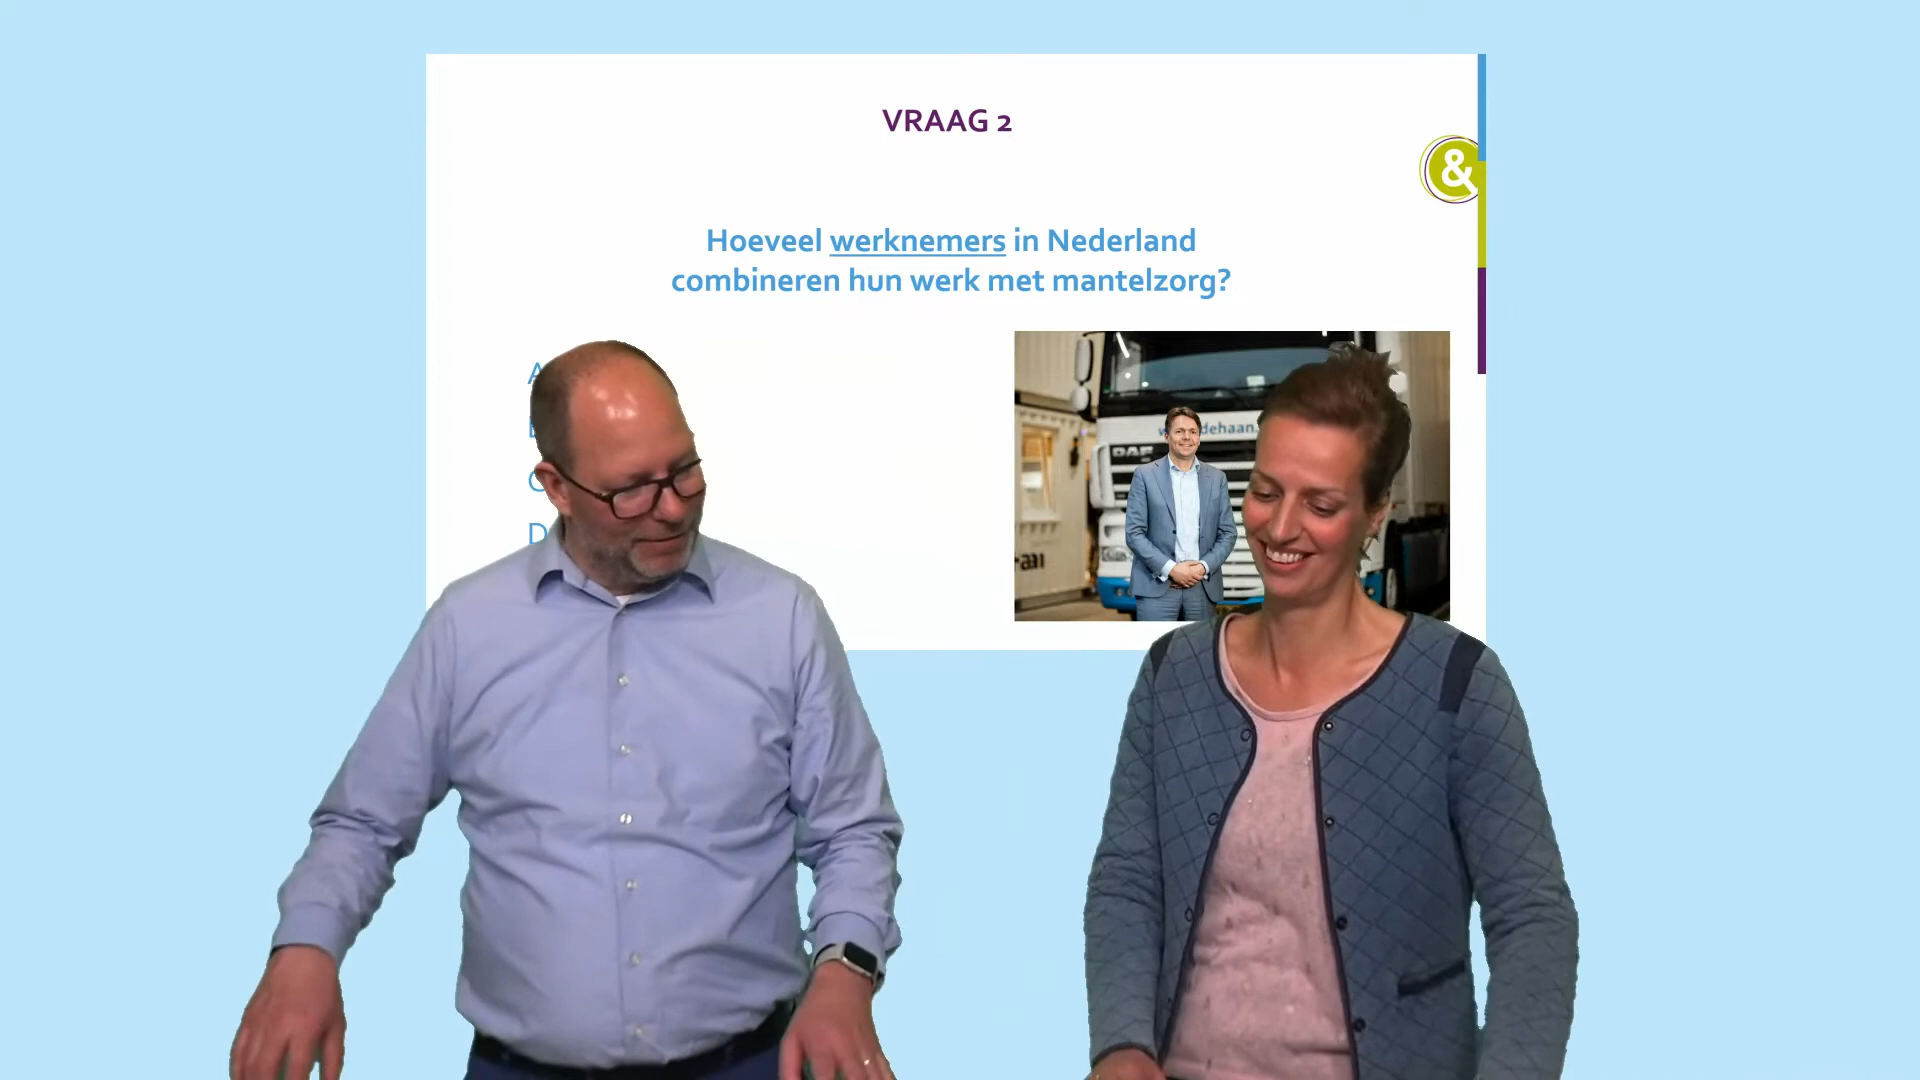 VRAAG 2
&
Hoeveel werknemers in Nederland
combineren hun werk met mantelzorg?
A
C
D
dehaan.
DAF